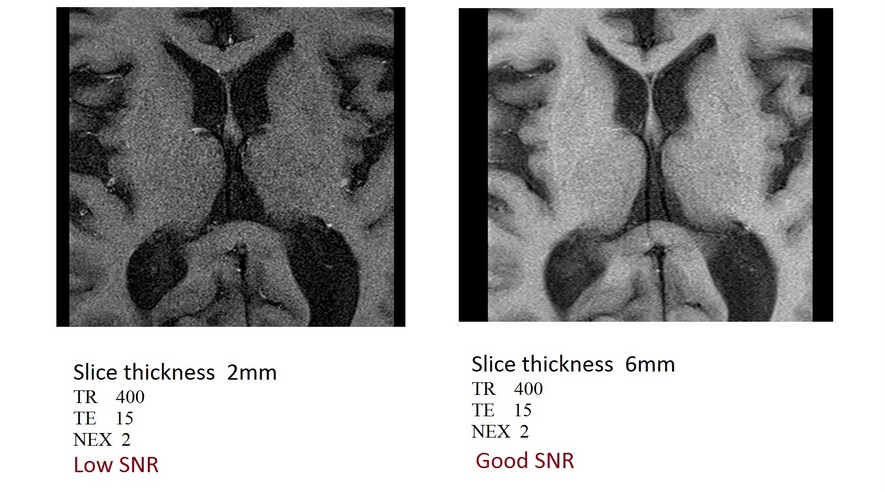 Slice thickness  2mm
TR    400
TE    15
NEX  2
Low SNR
Slice thickness  6mm
TR    400
TE    15
NEX  2
Good SNR